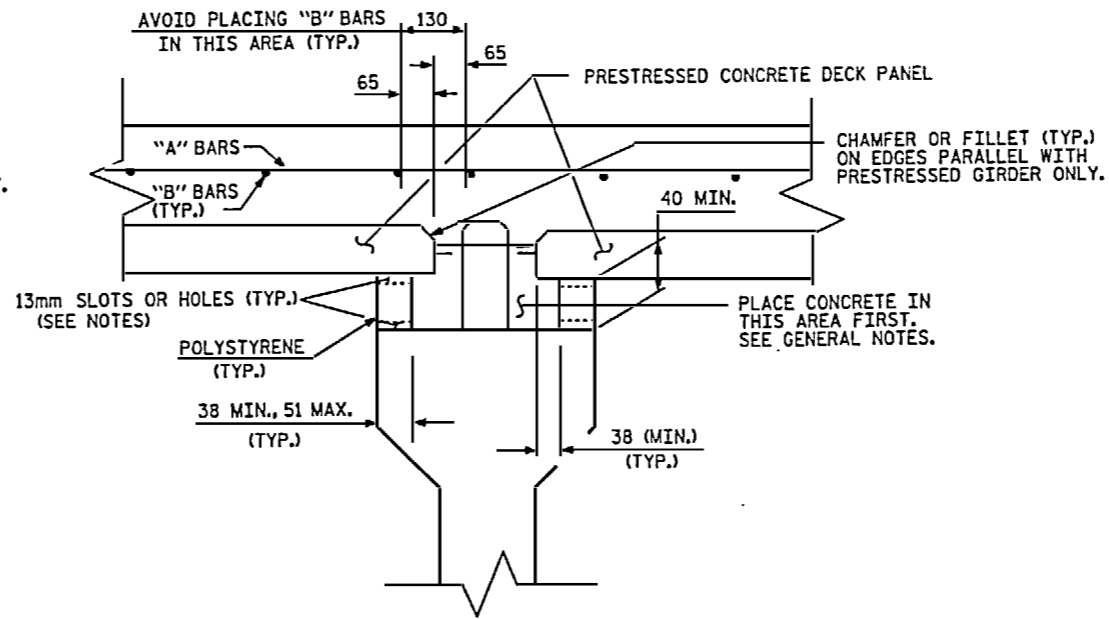 AVOID PLACING "B" BARS
IN THIS AREA (TYP.)
130
65
65
PRESTRESSED CONCRETE DECK PANEL
"A" BARS
"B" BARS
(TYP.)
CHAMFER OR FILLET (TYP.)
ON EDGES PARALLEL WITH
PRESTRESSED GIRDER ONLY.
40 MIN.
13mm SLOTS OR HOLES (TYP.)
(SEE NOTES)
POLYSTYRENE
(TYP.)
PLACE CONCRETE IN
THIS AREA FIRST.
SEE GENERAL NOTES.
38 MIN., 51 MAX.
(TYP.)
38 (MIN.)
(TYP.)